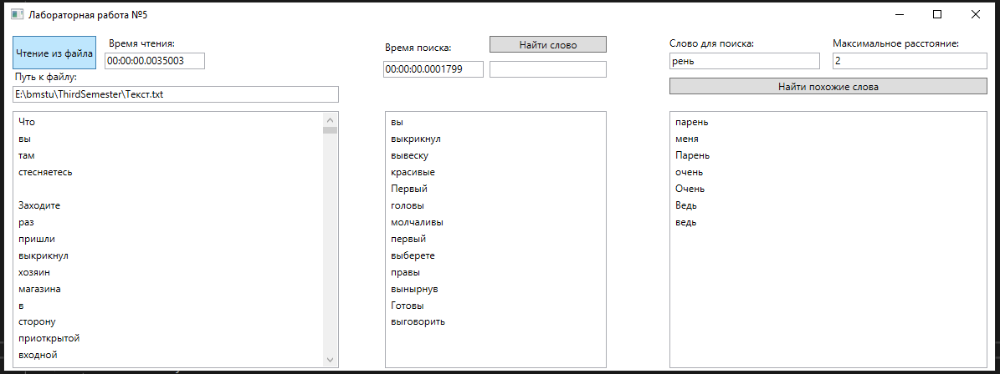 Лабораторная работа №5
Чтение из файла
Время чтения:
00:00:00.0035003
Путь к файлу:
E:\bmstu\ThirdSemester\Текст.txt
Что
вы
там
стесняетесь
Заходите
раз
пришли
выкрикнул
хозяин
магазина
в
сторону
приоткрытой
входной
Время поиска:
Найти слово
00:00:00.0001799
вы
выкрикнул
вывеску
красивые
Первый
головы
молчаливы
первый
выберете
правы
вынырнув
Готовы
выговорить
Слово для поиска:
Максимальное расстояние:
рень
2
Найти похожие слова
парень
меня
Парень
очень
Очень
Ведь
ведь